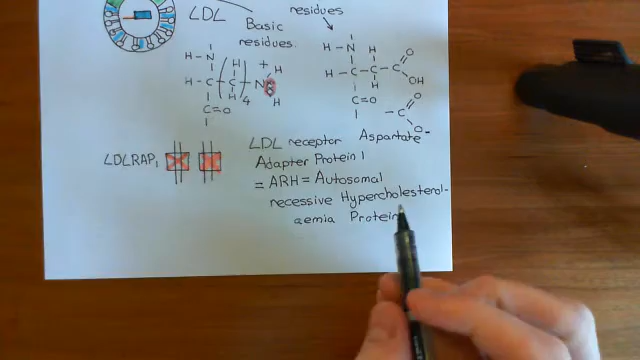 LDL
residues
Basic
residues.
H-N
H
H-C-C-C
O
OH
H
C=O
-C
O
O-
Aspartate
H-N
H
+
H
H-C-C-N
H
4
H
C=O
LDLRAP1
LDL receptor
Adapter Protein 1
= ARH = Autosomal
recessive Hypercholesterol-
aemia Protein